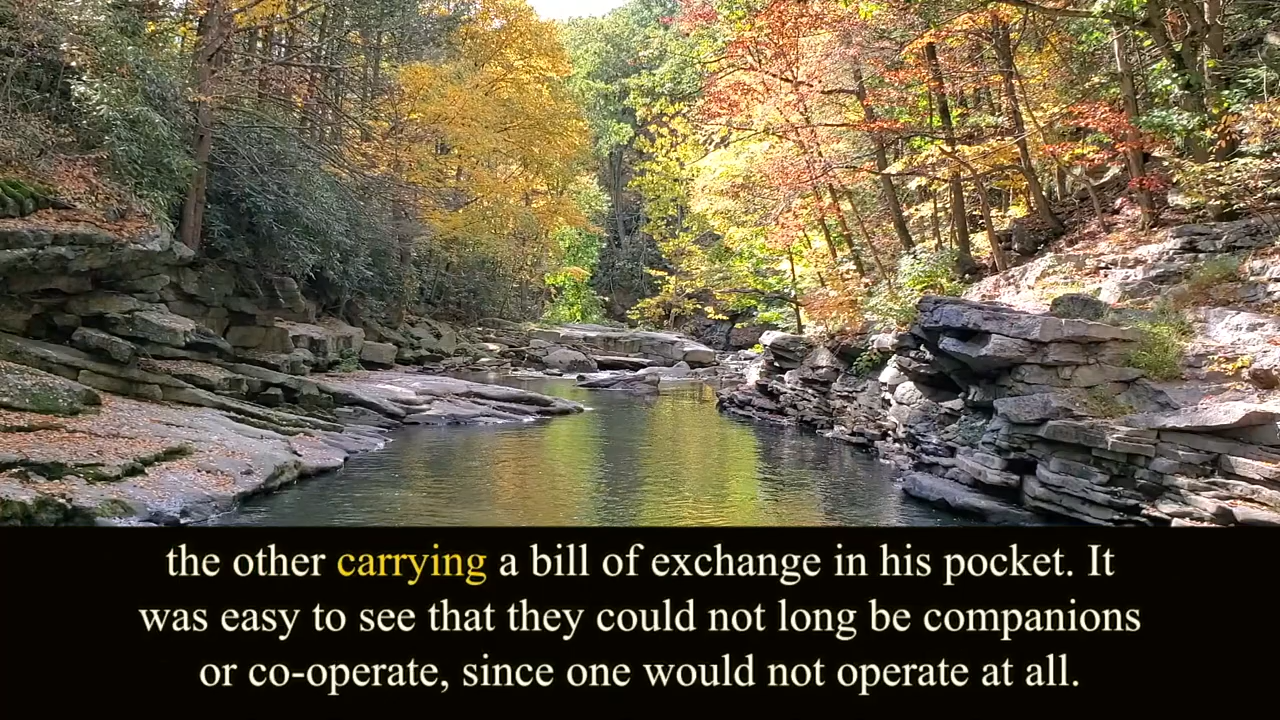 the other carrying a bill of exchange in his pocket. It
was easy to see that they could not long be companions
or co-operate, since one would not operate at all.